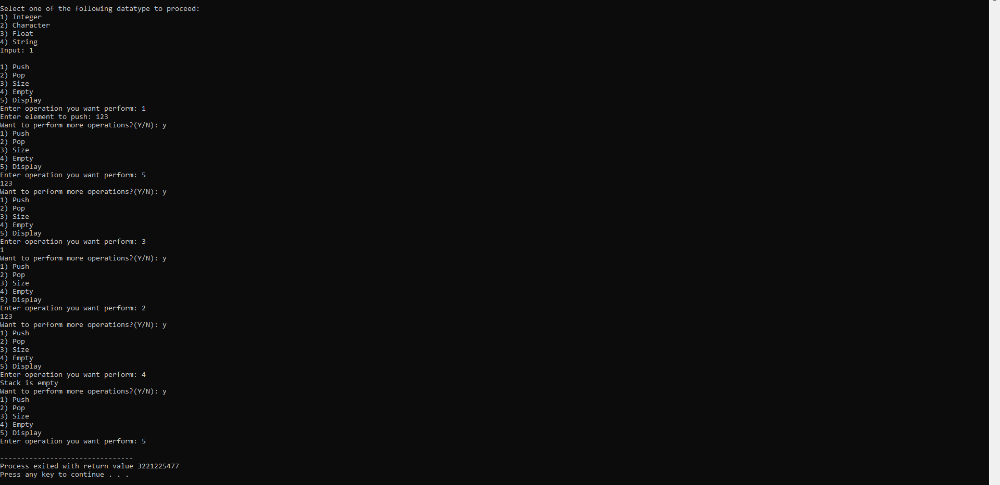 Select one of the following datatype to proceed:
1) Integer
2) Character
3) Float
4) String
Input: 1
1) Push
2) Pop
3) Size
4) Empty
5) Display
Enter operation you want perform: 1
Enter element to push: 123
Want to perform more operations?(Y/N): y
1) Push
2) Pop
3) Size
4) Empty
5) Display
Enter operation you want perform: 5
123
Want to perform more operations?(Y/N): y
1) Push
2) Pop
3) Size
4) Empty
5) Display
Enter operation you want perform: 3
1
Want to perform more operations?(Y/N): y
1) Push
2) Pop
3) Size
4) Empty
5) Display
Enter operation you want perform: 2
123
Want to perform more operations?(Y/N): y
1) Push
2) Pop
3) Size
4) Empty
5) Display
Enter operation you want perform: 4
Stack is empty
Want to perform more operations?(Y/N): y
1) Push
2) Pop
3) Size
4) Empty
5) Display
Enter operation you want perform: 5
--------------------------------
Process exited with return value 3221225477
Press any key to continue . . .